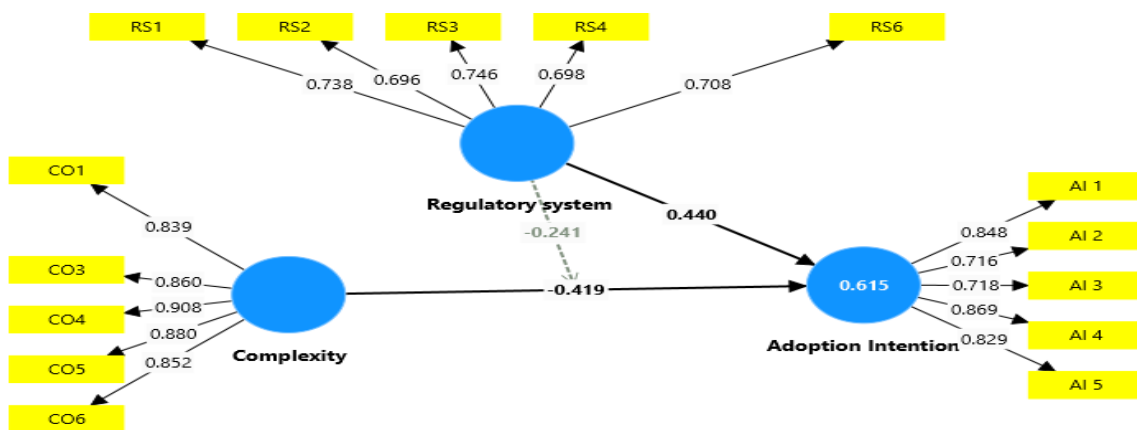 RS1
RS2
RS3
RS4
RS6
0.738
0.696
0.746
0.698
0.708
CO1
Regulatory system
AI 1
0.440
0.848
-0.241
0.839
AI 2
0.716
CO3
0.860
0.718
AI 3
-0.419
0.615
CO4
0.908
0.869
AI 4
0.880
0.829
Complexity
Adoption Intention
CO5
0.852
AI 5
CO6